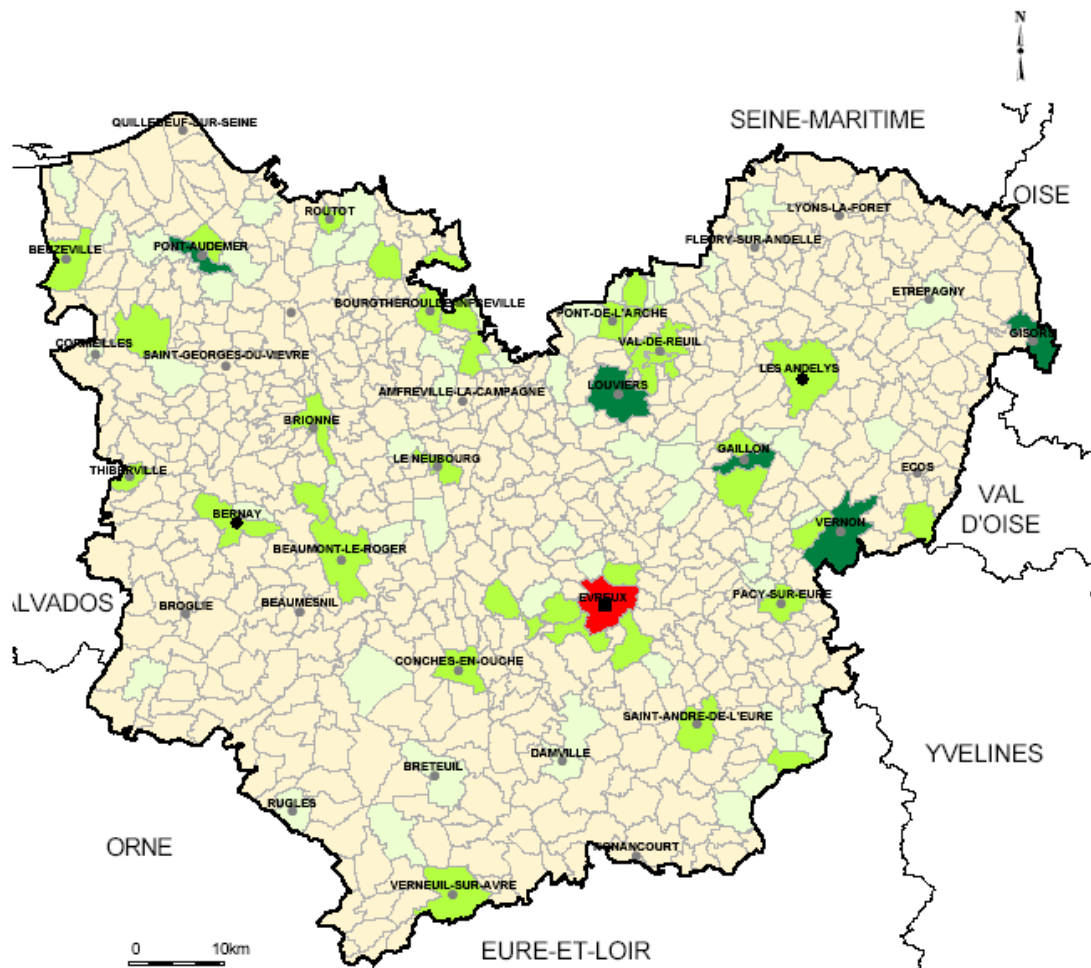 N
QUILLEBEUF-SUR-SEINE
SEINE-MARITIME
OISE
ROUTOT
LYONS-LA-FORET
BEUZEVILLE
PONT-AUDEMER
FLEURY-SUR-ANDELLE
ETREPAGNY
BOURGTHEROULDE-INFREVILLE
PONT-DE-L'ARCHE
GISORS
CORMEILLES
SAINT-GEORGES-DU-VIEVRE
VAL-DE-REUIL
LES ANDELYS
LOUVIERS
AMFREVILLE-LA-CAMPAGNE
BRIONNE
THIBERVILLE
LE NEUBOURG
GAILLON
ECOS
BERNAY
VERNON
VAL
D'OISE
BEAUMONT-LE-ROGER
ALVADOS
BROGLIE
BEAUMESNIL
EVREUX
PACY-SUR-EURE
CONCHES-EN-OUCHE
SAINT-ANDRE-DE-L'EURE
DAMVILLE
YVELINES
BRETEUIL
RUGLES
ORNE
NONANCOURT
VERNEUIL-SUR-AVRE
0 10km
EURE-ET-LOIR